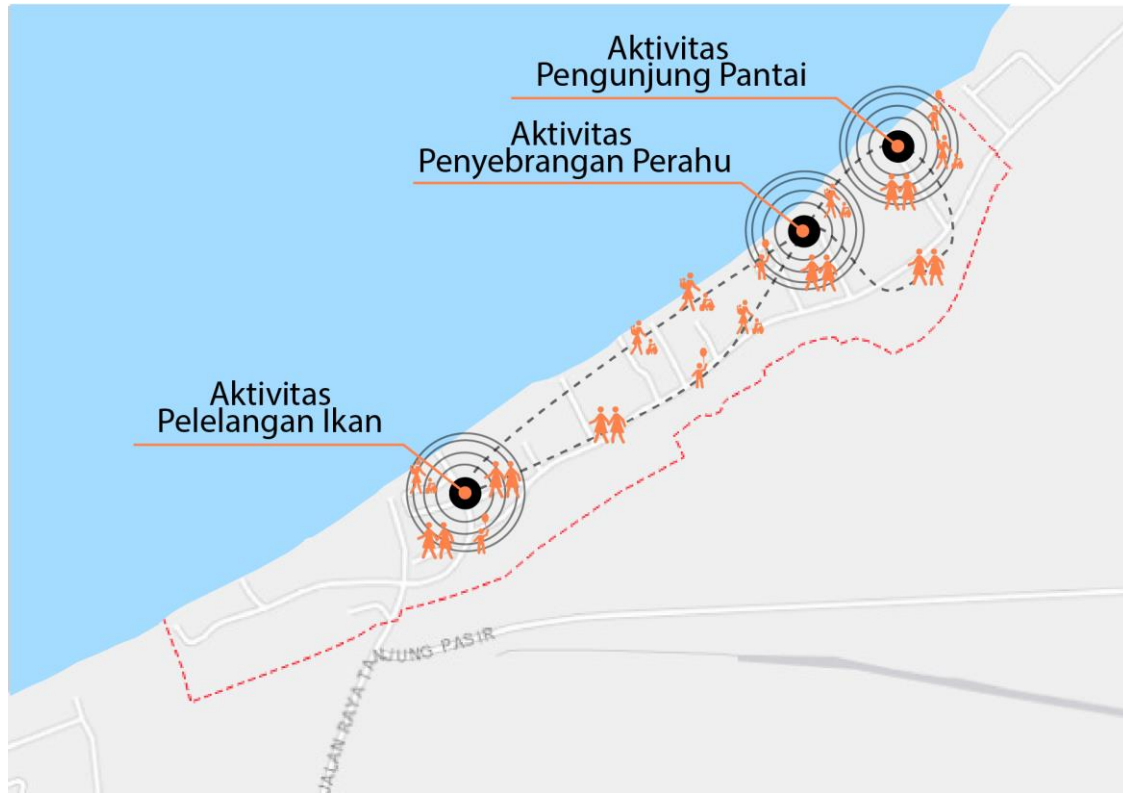 Aktivitas
Pengunjung Pantai
Aktivitas
Penyebrangan Perahu
Aktivitas
Pelelangan Ikan
JALAN RAYA TANJUNG PASIR